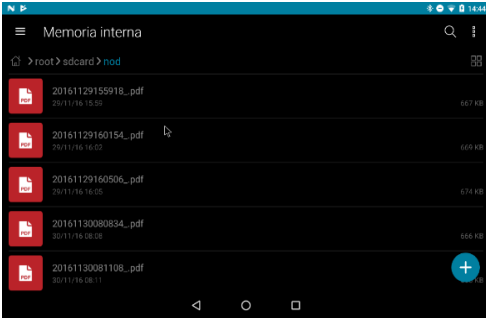 14:44
Memoria interna
root sdcard nod
20161129155918_.pdf
29/11/16 15:59
667 KB
20161129160154_.pdf
29/11/16 16:02
669 KB
20161129160506_.pdf
29/11/16 16:05
674 KB
20161130080834_.pdf
30/11/16 08:08
666 KB
20161130081108_.pdf
30/11/16 08:11
KB
PDF
PDF
PDF
PDF
PDF